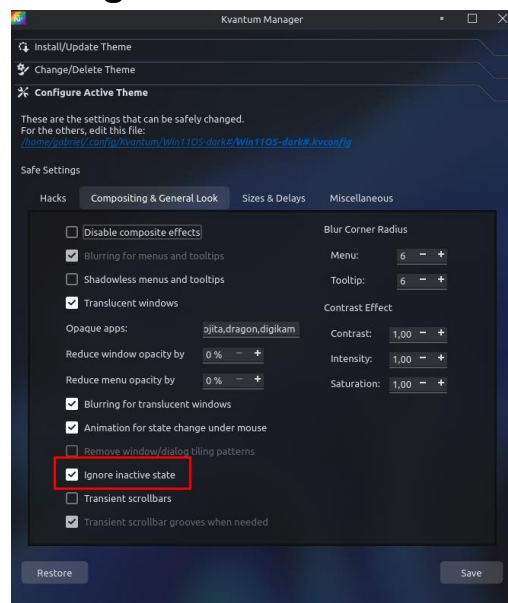 Kvantum Manager
Install/Update Theme
Change/Delete Theme
Configure Active Theme
These are the settings that can be safely changed.
For the others, edit this file:
/home/gabriel/.config/Kvantum/Win11OS-dark#/Win11OS-dark#.kvconfig
Safe Settings
Hacks Compositing & General Look Sizes & Delays Miscellaneous
Disable composite effects
Blurring for menus and tooltips
Shadowless menus and tooltips
Translucent windows
Opaque apps: ojita,dragon,digikam
Reduce window opacity by 0 % − +
Reduce menu opacity by 0 % − +
Blurring for translucent windows
Animation for state change under mouse
Remove window/dialog tiling patterns
Ignore inactive state
Transient scrollbars
Transient scrollbar grooves when needed
Blur Corner Radius
Menu: 6 − +
Tooltip: 6 − +
Contrast Effect
Contrast: 1,00 − +
Intensity: 1,00 − +
Saturation: 1,00 − +
Restore Save